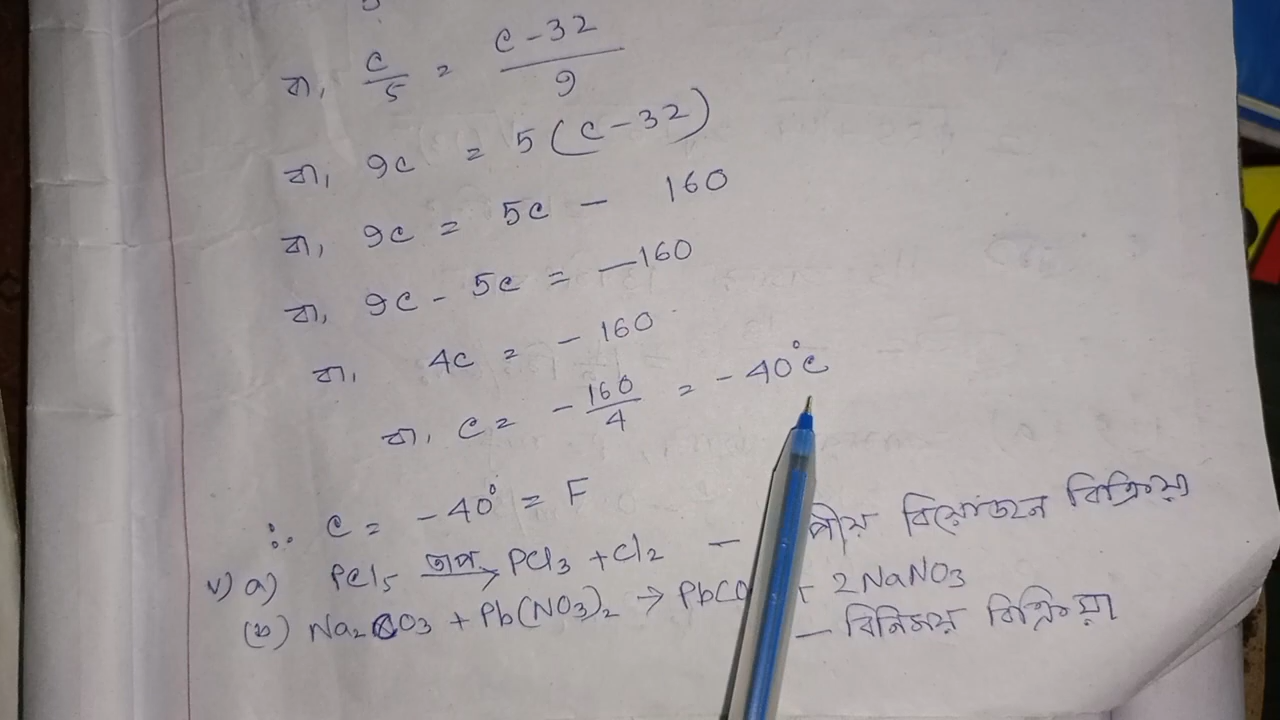 বা, c/5 = c-32/9
বা, 9c = 5(c-32)
বা, 9c = 5c - 160
বা, 9c - 5c = -160
বা, 4c = -160
বা, c = -160/4 = -40°c
∴ c = -40° = F
v) a) PCl5 তাপ→ PCl3 + Cl2 - বিয়োজন বিক্রিয়া
(b) Na2CO3 + Pb(NO3)2 → 2NaNO3
- বিনিময় বিক্রিয়া